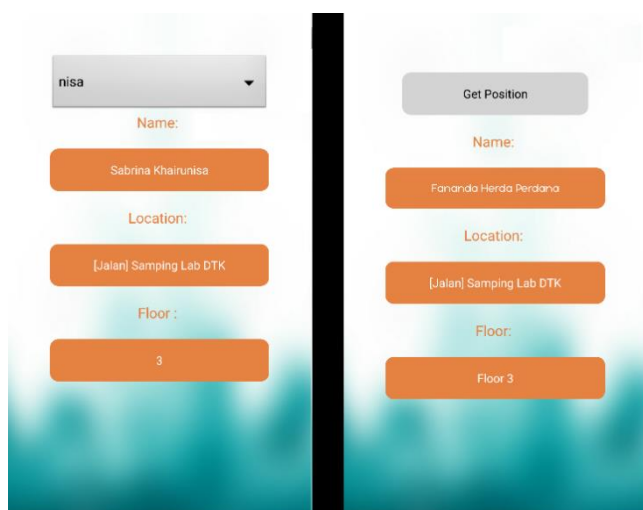 nisa
Name:
Sabrina Khairunisa
Location:
[Jalan] Samping Lab DTK
Floor :
3
Get Position
Name:
Fananda Herda Perdana
Location:
[Jalan] Samping Lab DTK
Floor:
Floor 3